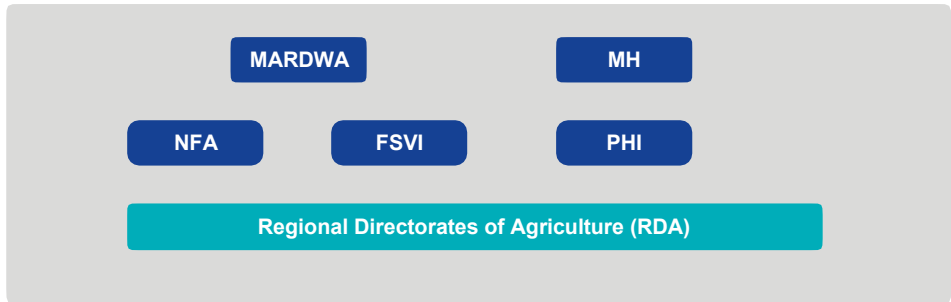 MARDWA
MH
NFA
FSVI
PHI
Regional Directorates of Agriculture (RDA)